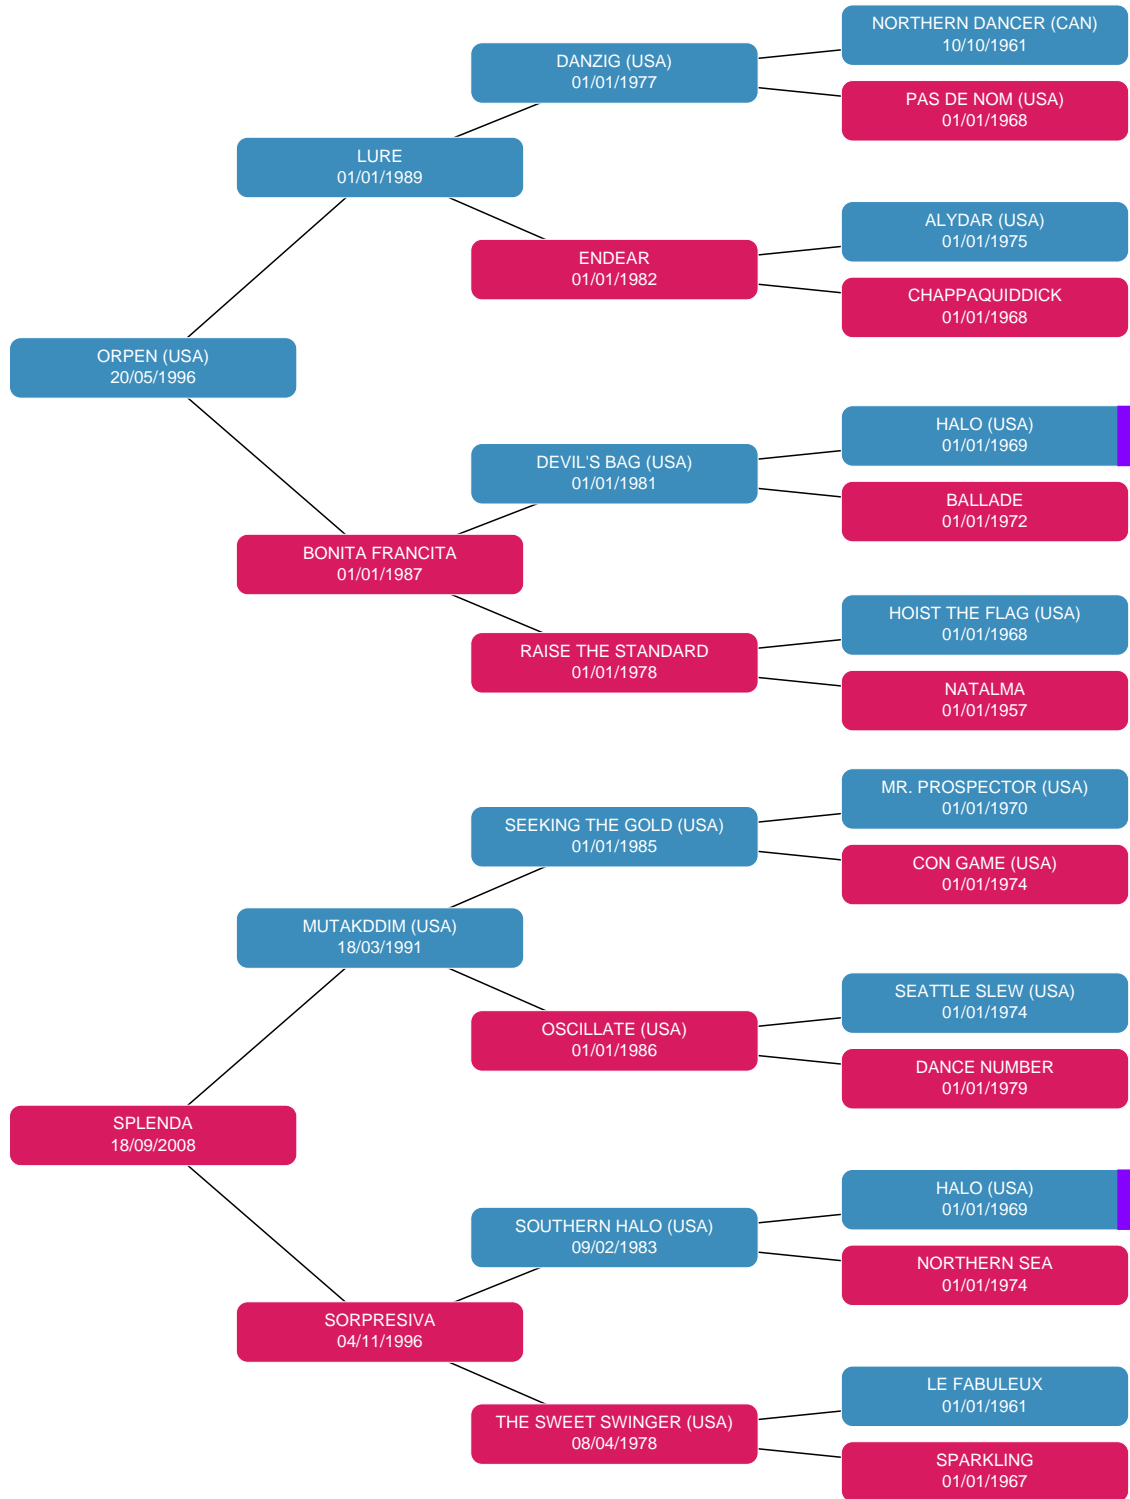 NORTHERN DANCER (CAN)
10/10/1961
DANZIG (USA)
01/01/1977
PAS DE NOM (USA)
01/01/1968
LURE
01/01/1989
ALYDAR (USA)
01/01/1975
ENDEAR
01/01/1982
CHAPPAQUIDDICK
01/01/1968
ORPEN (USA)
20/05/1996
HALO (USA)
01/01/1969
DEVIL'S BAG (USA)
01/01/1981
BALLADE
01/01/1972
BONITA FRANCITA
01/01/1987
HOIST THE FLAG (USA)
01/01/1968
RAISE THE STANDARD
01/01/1978
NATALMA
01/01/1957
MR. PROSPECTOR (USA)
01/01/1970
SEEKING THE GOLD (USA)
01/01/1985
CON GAME (USA)
01/01/1974
MUTAKDDIM (USA)
18/03/1991
SEATTLE SLEW (USA)
01/01/1974
OSCILLATE (USA)
01/01/1986
DANCE NUMBER
01/01/1979
SPLENDA
18/09/2008
HALO (USA)
01/01/1969
SOUTHERN HALO (USA)
09/02/1983
NORTHERN SEA
01/01/1974
SORPRESIVA
04/11/1996
LE FABULEUX
01/01/1961
THE SWEET SWINGER (USA)
08/04/1978
SPARKLING
01/01/1967